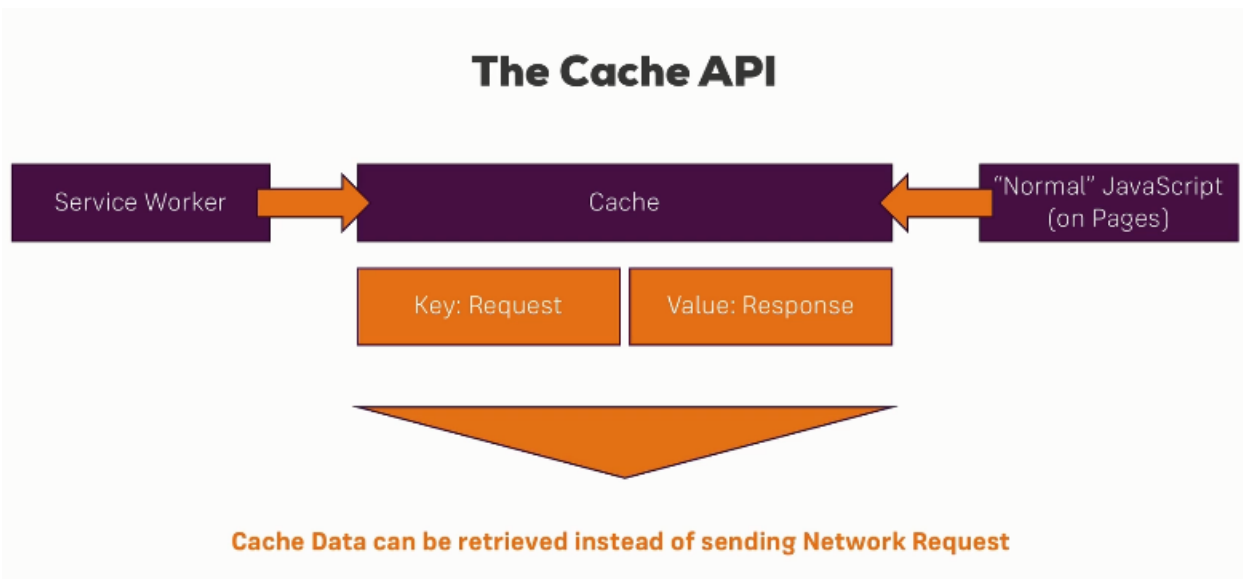 The Cache API
Service Worker
Cache
“Normal” JavaScript
(on Pages)
Key: Request
Value: Response
Cache Data can be retrieved instead of sending Network Request